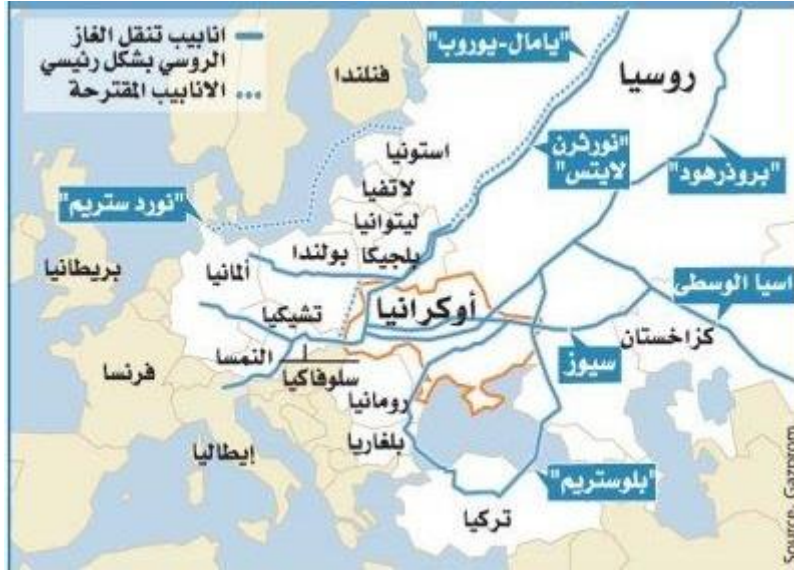 انابيب تنقل الغاز
الروسي بشكل رئيسي
الانابيب المقترحة
"يامال-يوروب"
روسيا
فنلندا
"نورثرن
لايتس"
"بروذرهود"
استونيا
لاتفيا
"نورد ستريم"
ليتوانيا
بلجيكا
بولندا
ألمانيا
بريطانيا
اسيا الوسطى
أوكرانيا
تشيكيا
كزاخستان
سيوز
النمسا
فرنسا
سلوفاكيا
رومانيا
بلغاريا
إيطاليا
"بلوستريم"
تركيا
Source: Gazprom